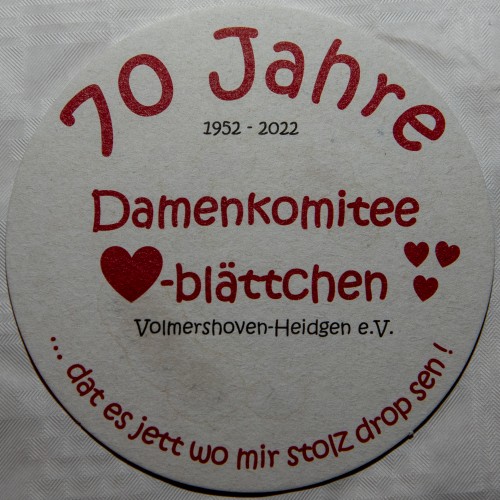 70 Jahre
1952 - 2022
Damenkomitee
-blättchen
Volmershoven-Heidgen e.V.
... dat es jett wo mir stolz drop sen !